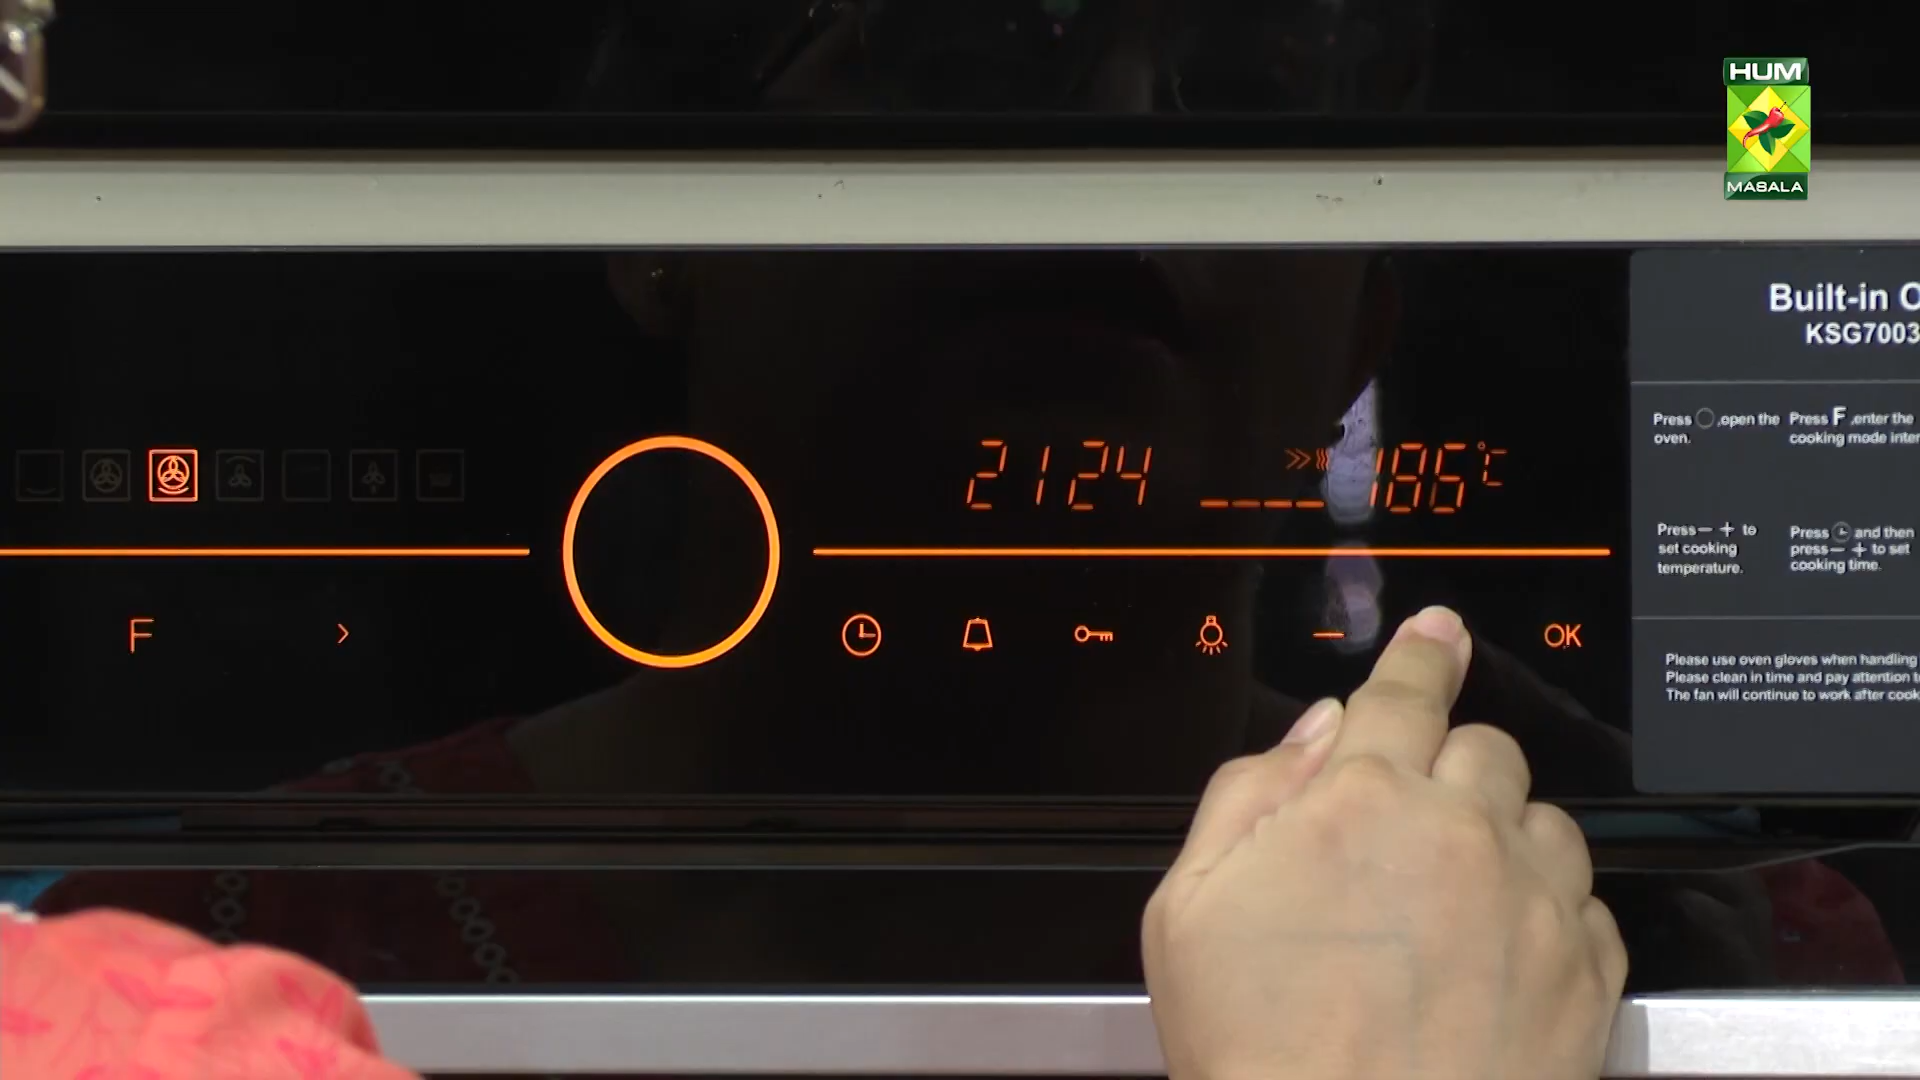 HUM
MASALA
Built-in
KSG7003
2124
186°C
Press ,open the
oven.
Press F ,enter the
cooking mode
Press — + to
set cooking
temperature.
Press and then
press — + to set
cooking time.
F > — OK
Please use oven gloves when handling
Please clean in time and pay attention
The fan will continue to work after